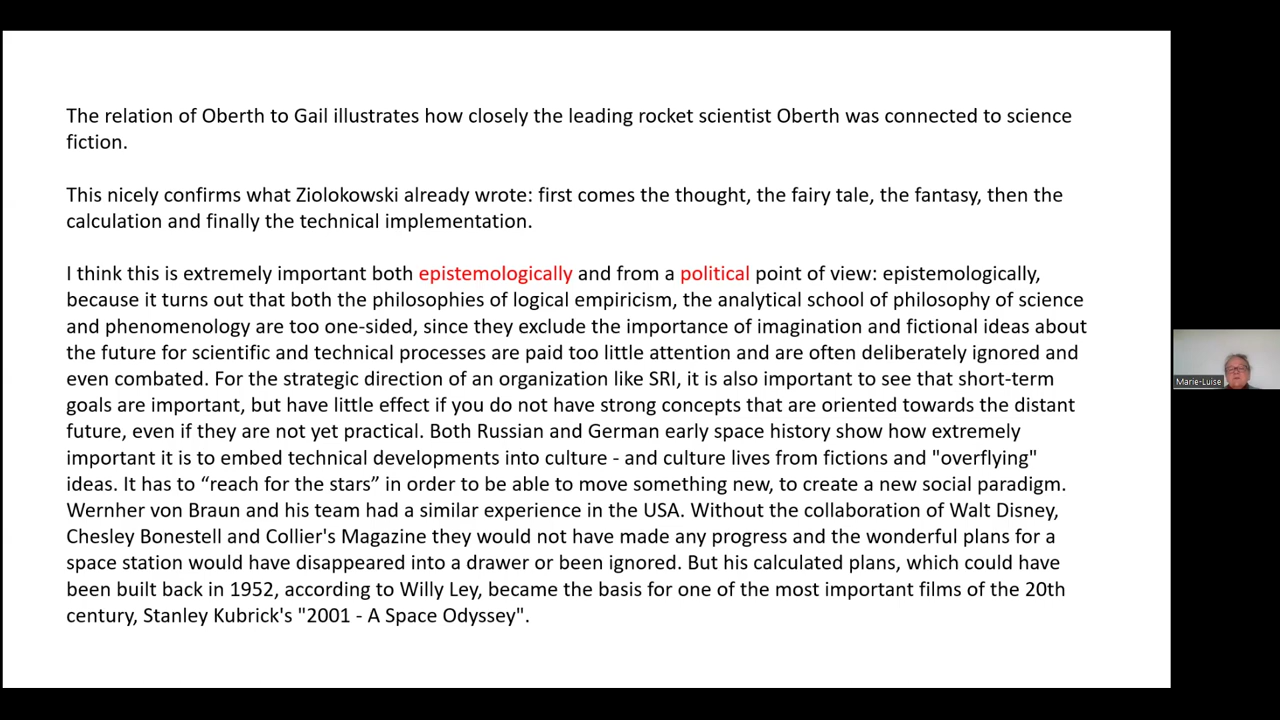 The relation of Oberth to Gail illustrates how closely the leading rocket scientist Oberth was connected to science
fiction.
This nicely confirms what Ziolokowski already wrote: first comes the thought, the fairy tale, the fantasy, then the
calculation and finally the technical implementation.
I think this is extremely important both epistemologically and from a political point of view: epistemologically,
because it turns out that both the philosophies of logical empiricism, the analytical school of philosophy of science
and phenomenology are too one-sided, since they exclude the importance of imagination and fictional ideas about
the future for scientific and technical processes are paid too little attention and are often deliberately ignored and
even combated. For the strategic direction of an organization like SRI, it is also important to see that short-term
goals are important, but have little effect if you do not have strong concepts that are oriented towards the distant
future, even if they are not yet practical. Both Russian and German early space history show how extremely
important it is to embed technical developments into culture - and culture lives from fictions and "overflying"
ideas. It has to “reach for the stars” in order to be able to move something new, to create a new social paradigm.
Wernher von Braun and his team had a similar experience in the USA. Without the collaboration of Walt Disney,
Chesley Bonestell and Collier's Magazine they would not have made any progress and the wonderful plans for a
space station would have disappeared into a drawer or been ignored. But his calculated plans, which could have
been built back in 1952, according to Willy Ley, became the basis for one of the most important films of the 20th
century, Stanley Kubrick's "2001 - A Space Odyssey".
Marie-Luise